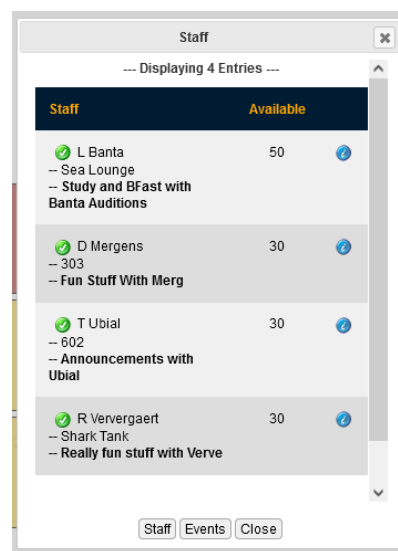 Staff
--- Displaying 4 Entries ---
Staff Available
L Banta 50
-- Sea Lounge
-- Study and BFast with
Banta Auditions
D Mergens 30
-- 303
-- Fun Stuff With Merg
T Ubial 30
-- 602
-- Announcements with
Ubial
R Ververgaert 30
-- Shark Tank
-- Really fun stuff with Verve
Staff Events Close